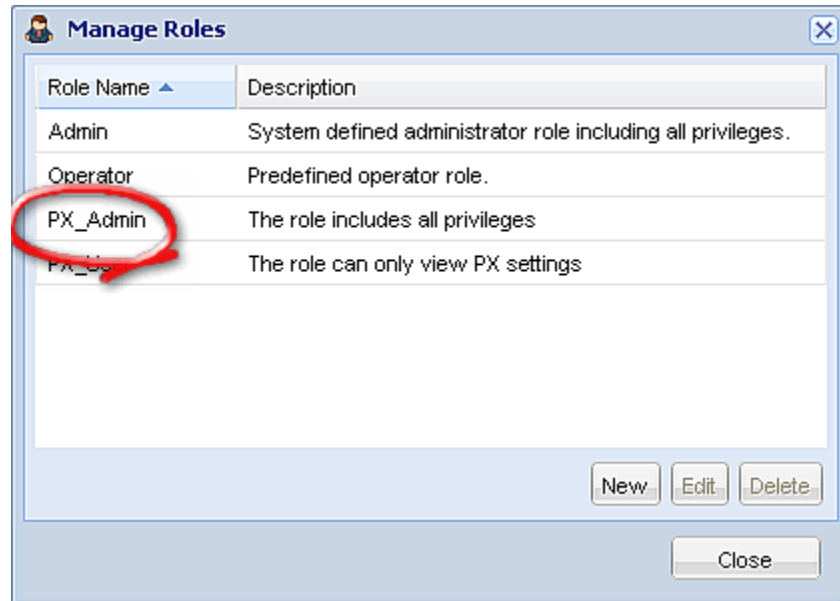 Manage Roles
Role Name Description
Admin System defined administrator role including all privileges.
Operator Predefined operator role.
PX_Admin The role includes all privileges
PX_User The role can only view PX settings
New Edit Delete
Close